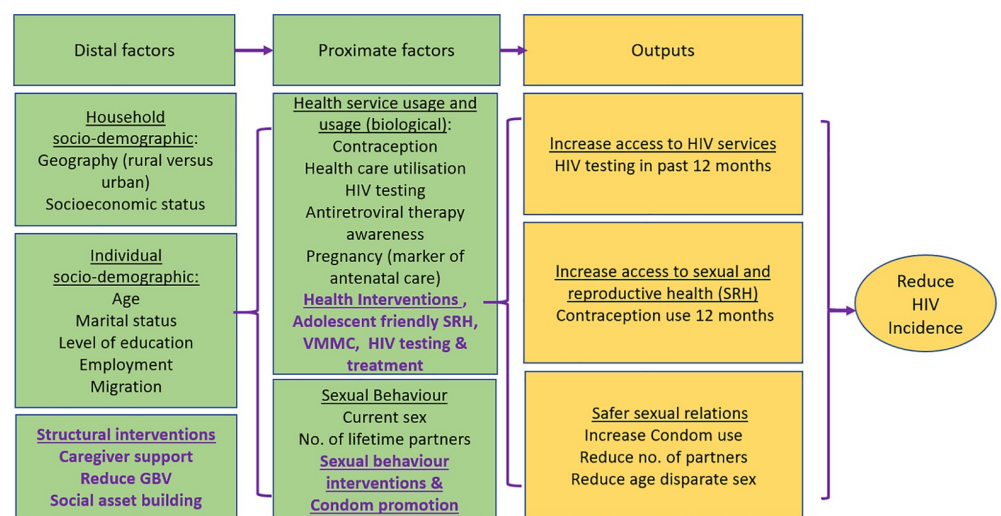 Distal factors
Proximate factors
Outputs
Household
socio-demographic:
Geography (rural versus
urban)
Socioeconomic status
Individual
socio-demographic:
Age
Marital status
Level of education
Employment
Migration
Structural interventions
Caregiver support
Reduce GBV
Social asset building
Health service usage and
usage (biological):
Contraception
Health care utilisation
HIV testing
Antiretroviral therapy
awareness
Pregnancy (marker of
antenatal care)
Health Interventions ,
Adolescent friendly SRH,
VMMC, HIV testing &
treatment
Sexual Behaviour
Current sex
No. of lifetime partners
Sexual behaviour
interventions &
Condom promotion
Increase access to HIV services
HIV testing in past 12 months
Increase access to sexual and
reproductive health (SRH)
Contraception use 12 months
Safer sexual relations
Increase Condom use
Reduce no. of partners
Reduce age disparate sex
Reduce
HIV
Incidence